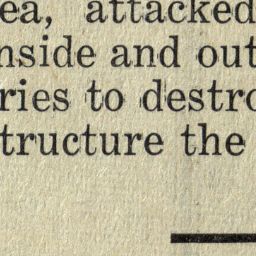 ea, attacked
nside and out
ries to destro
tructure the